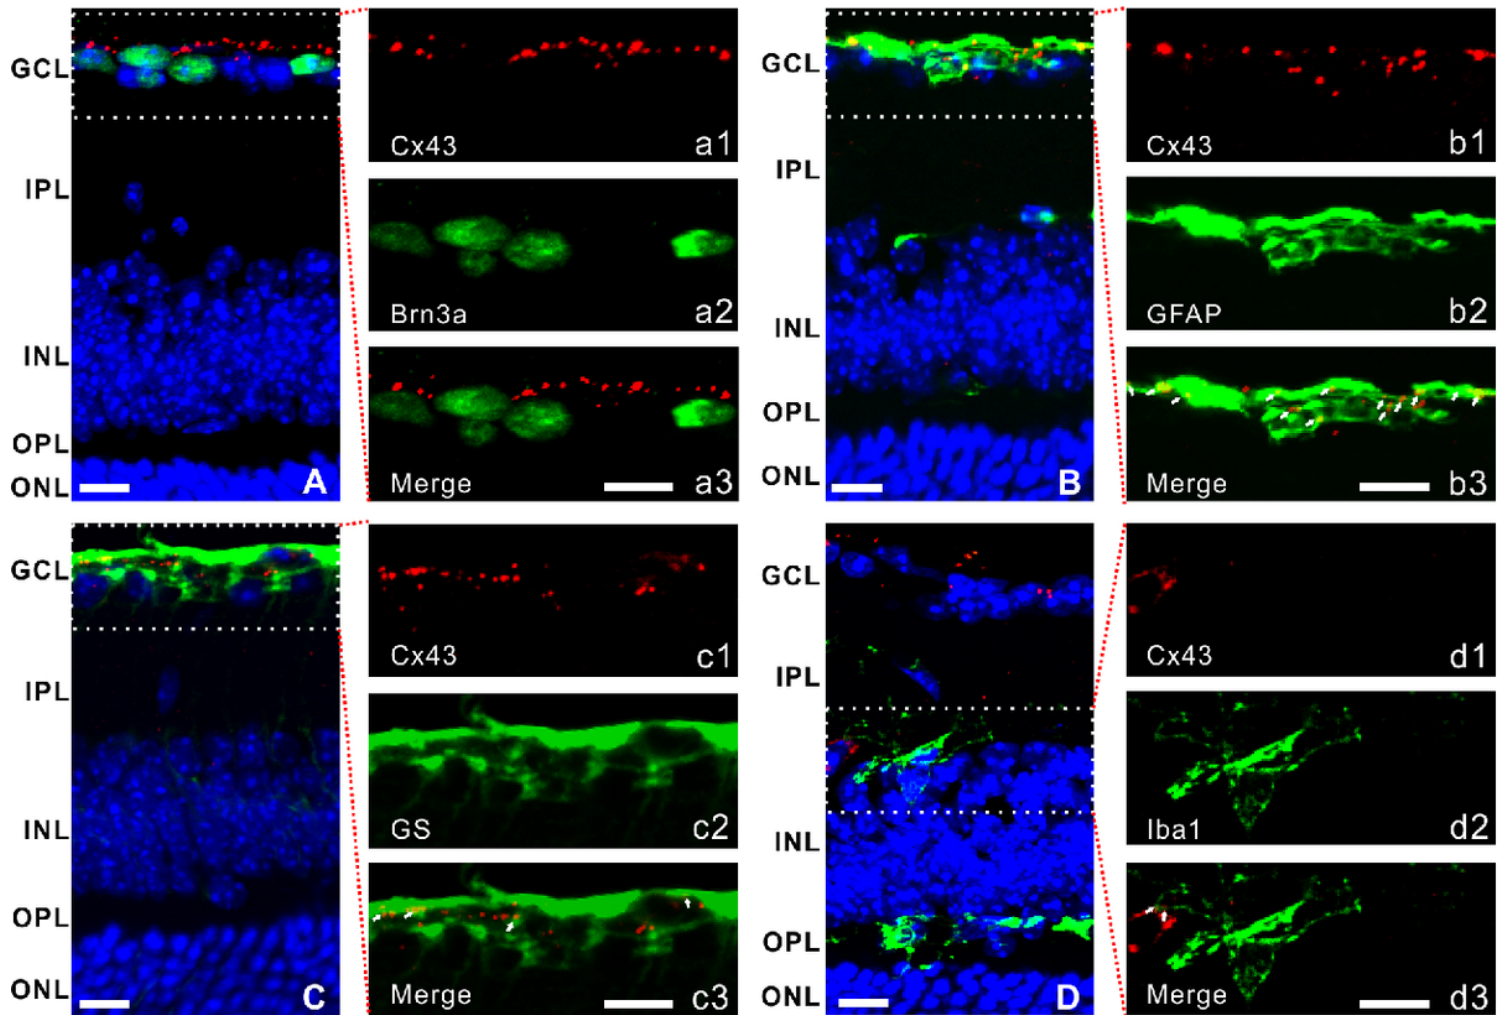 GCL
IPL
INL
OPL
ONL
A
Cx43
a1
Brn3a
a2
Merge
a3
GCL
IPL
INL
OPL
ONL
B
Cx43
b1
GFAP
b2
Merge
b3
GCL
IPL
INL
OPL
ONL
C
Cx43
c1
GS
c2
Merge
c3
GCL
IPL
INL
OPL
ONL
D
Cx43
d1
Iba1
d2
Merge
d3